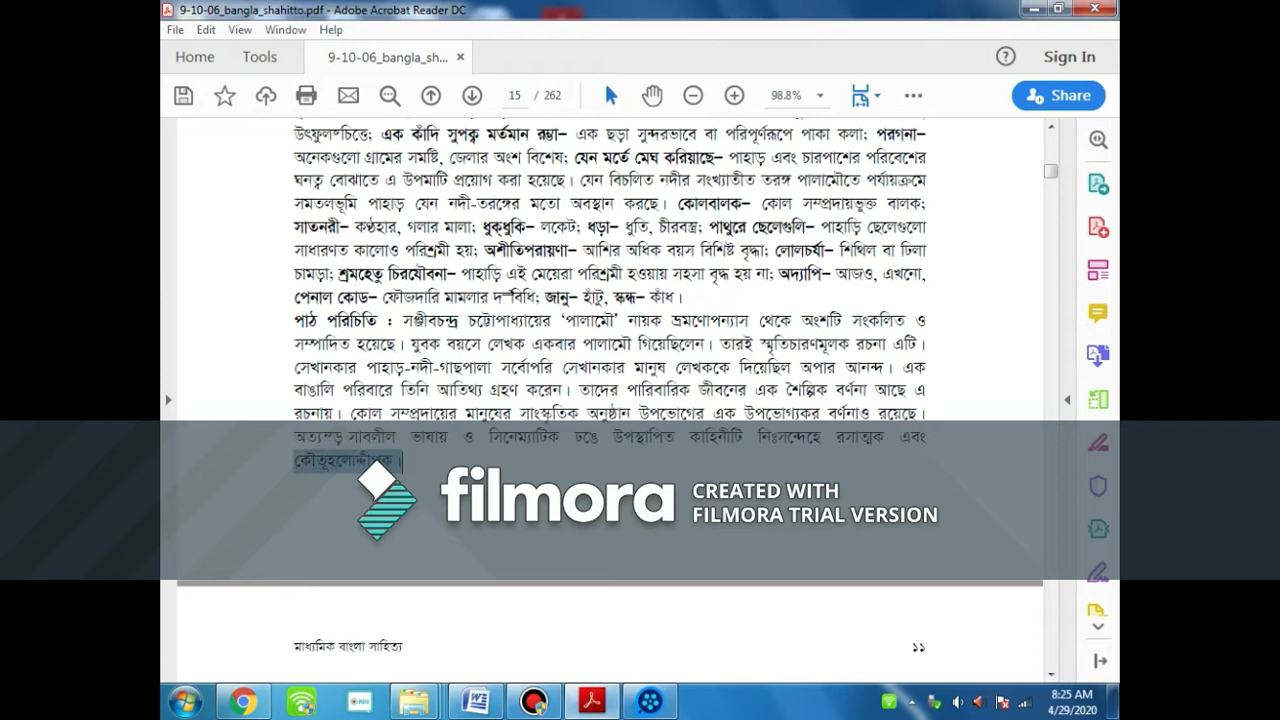 9-10-06_bangla_shahitto.pdf - Adobe Acrobat Reader DC
File Edit View Window Help
Home Tools 9-10-06_bangla_sh... × Sign In
15 / 262 98.8% Share
উৎফুল্লচিত্তে; এক কাঁদি সুপক্ব মর্তমান রম্ভা– এক ছড়া সুন্দরভাবে বা পরিপূর্ণরূপে পাকা কলা; পরগনা–
অনেকগুলো গ্রামের সমষ্টি, জেলার অংশ বিশেষ; যেন মর্তে মেঘ করিয়াছে– পাহাড় এবং চারপাশের পরিবেশের
ঘনত্ব বোঝাতে এ উপমাটি প্রয়োগ করা হয়েছে। যেন বিচলিত নদীর সংখ্যাতীত তরঙ্গ পালামৌতে পর্যায়ক্রমে
সমতলভূমি পাহাড় যেন নদী-তরঙ্গের মতো অবস্থান করছে। কোলবালক– কোল সম্প্রদায়ভুক্ত বালক;
সাতনরী– কণ্ঠহার, গলার মালা; ধুক্‌ধুকি– লকেট; ধড়া– ধুতি, চীরবস্ত্র; পাথুরে ছেলেগুলি– পাহাড়ি ছেলেগুলো
সাধারণত কালোও পরিশ্রমী হয়; অশীতিপরায়ণা– আশির অধিক বয়স বিশিষ্ট বৃদ্ধা; লোলচর্যা– শিথিল বা ঢিলা
চামড়া; শ্রমহেতু চিরযৌবনা– পাহাড়ি এই মেয়েরা পরিশ্রমী হওয়ায় সহসা বৃদ্ধ হয় না; অদ্যাপি– আজও, এখনো,
পেনাল কোড– ফৌজদারি মামলার দ–বিধি; জানু– হাঁটু, স্কন্ধ– কাঁধ।
পাঠ পরিচিতি : সঞ্জীবচন্দ্র চট্টোপাধ্যায়ের ‘পালামৌ’ নায়ক ভ্রমণোপন্যাস থেকে অংশটি সংকলিত ও
সম্পাদিত হয়েছে। যুবক বয়সে লেখক একবার পালামৌ গিয়েছিলেন। তারই স্মৃতিচারণমূলক রচনা এটি।
সেখানকার পাহাড়-নদী-গাছপালা সর্বোপরি সেখানকার মানুষ লেখককে দিয়েছিল অপার আনন্দ। এক
বাঙালি পরিবারে তিনি আতিথ্য গ্রহণ করেন। তাদের পারিবারিক জীবনের এক শৈল্পিক বর্ণনা আছে এ
রচনায়। কোল সম্প্রদায়ের মানুষের সাংস্কৃতিক অনুষ্ঠান উপভোগের এক উপভোগ্যকর বর্ণনাও রয়েছে।
অত্যম্ড় সাবলীল ভাষায় ও সিনেম্যাটিক ঢঙে উপস্থাপিত কাহিনীটি নিঃসন্দেহে রসাত্মক এবং
কৌতূহলোদ্দীপক।
filmora CREATED WITH
FILMORA TRIAL VERSION
মাধ্যমিক বাংলা সাহিত্য ১১
8:25 AM
4/29/2020